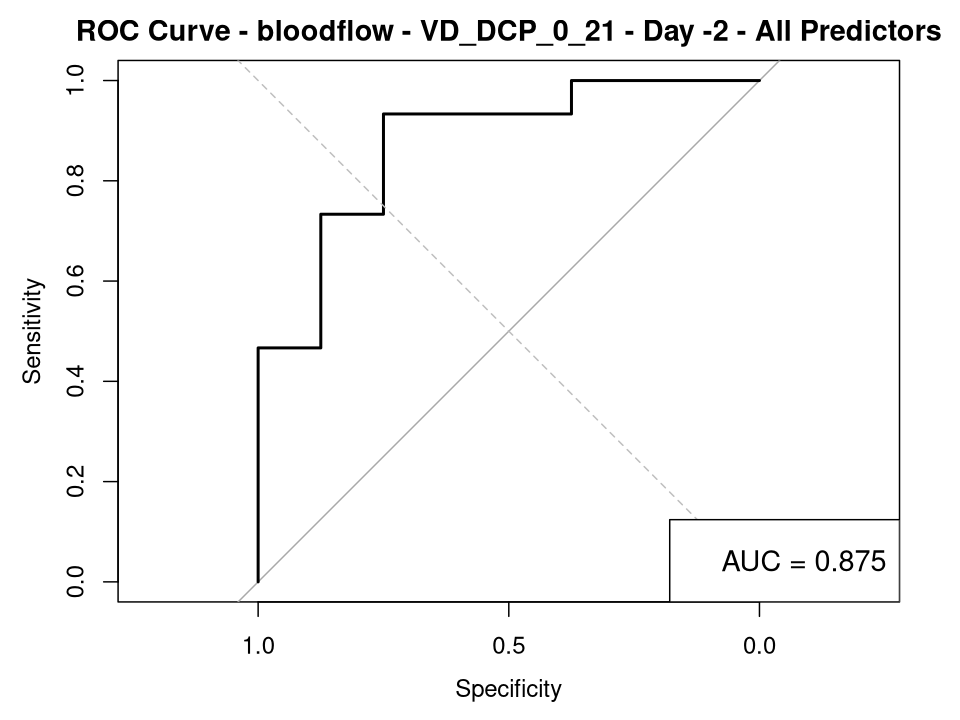 ROC Curve - bloodflow - VD_DCP_0_21 - Day -2 - All Predictors
1.0
0.8
0.6
0.4
0.2
0.0
Sensitivity
AUC = 0.875
1.0 0.5 0.0
Specificity